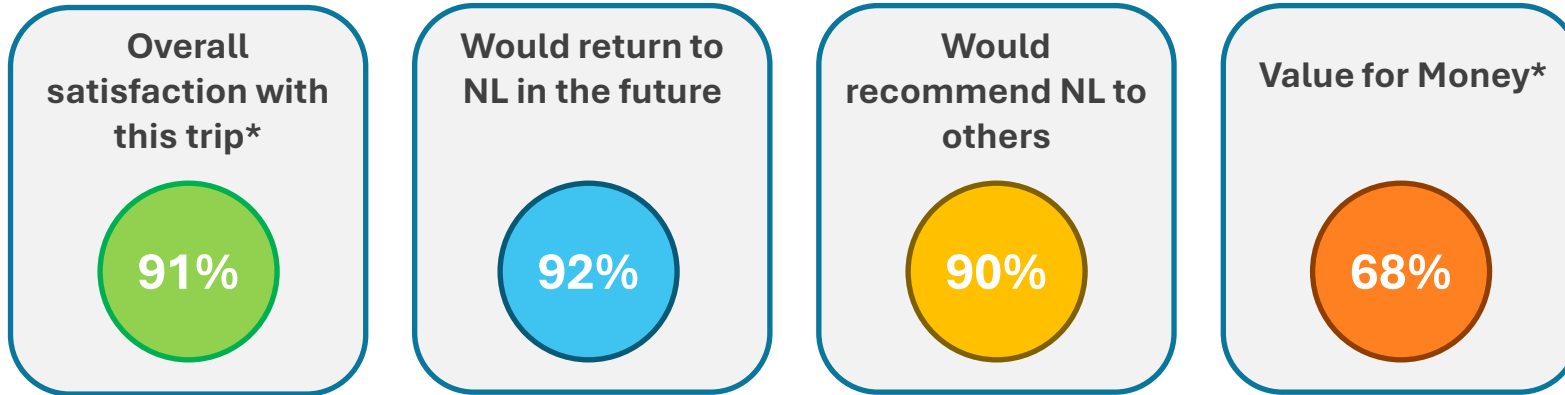 Overall
satisfaction with
this trip*
91%
Would return to
NL in the future
92%
Would
recommend NL to
others
90%
Value for Money*
68%